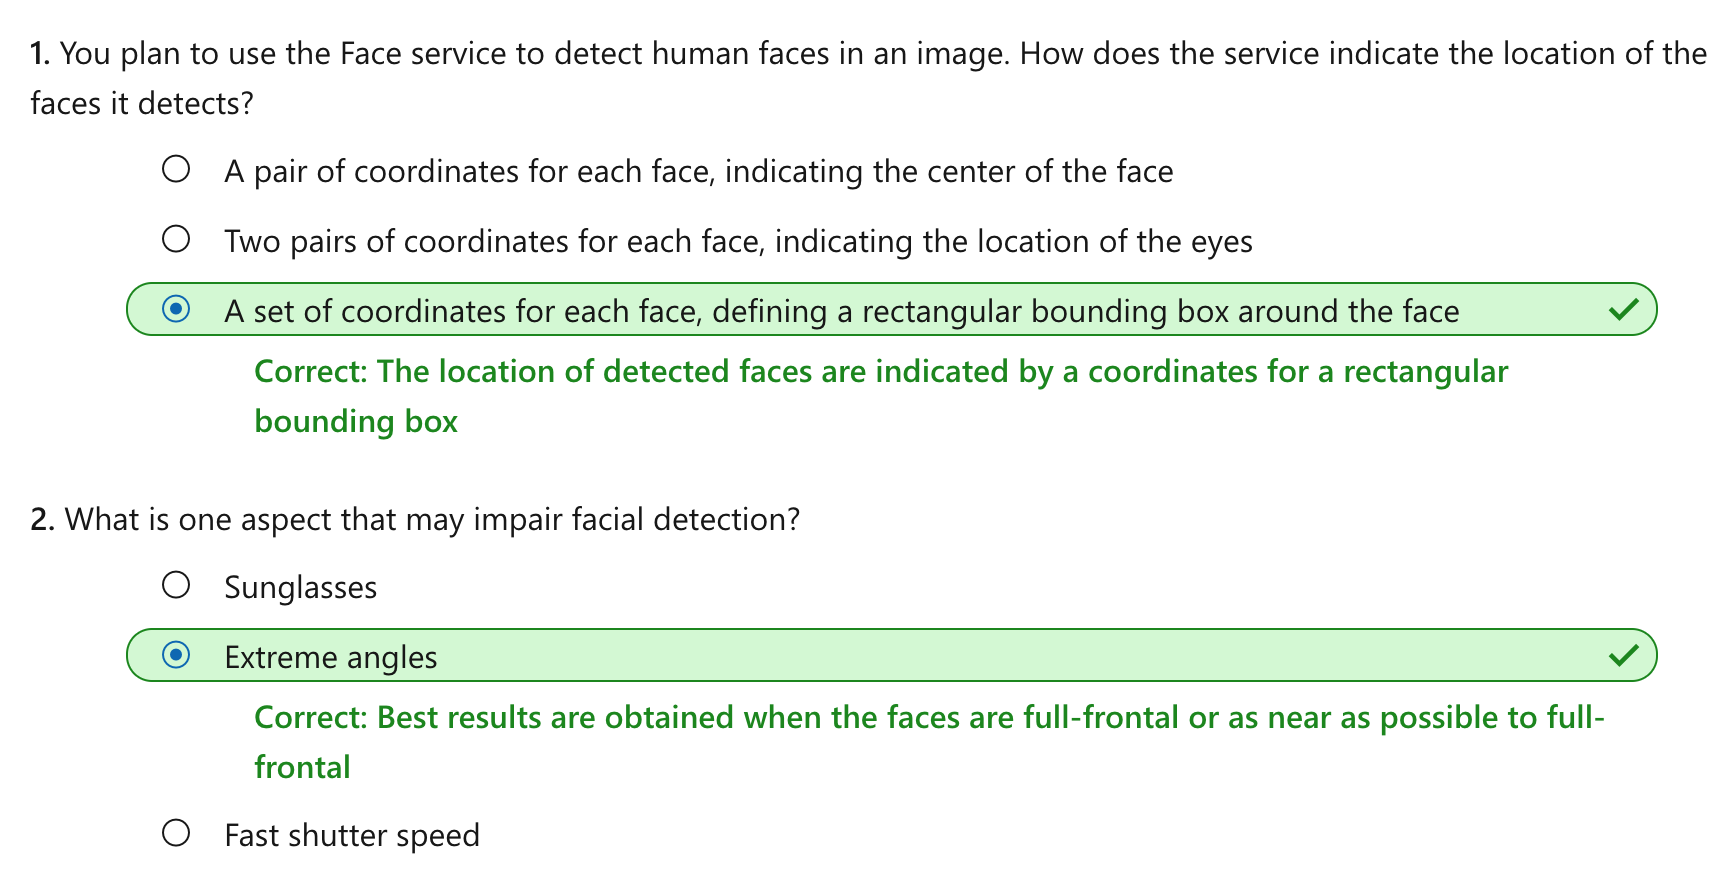 1. You plan to use the Face service to detect human faces in an image. How does the service indicate the location of the
faces it detects?
A pair of coordinates for each face, indicating the center of the face
Two pairs of coordinates for each face, indicating the location of the eyes
A set of coordinates for each face, defining a rectangular bounding box around the face
Correct: The location of detected faces are indicated by a coordinates for a rectangular
bounding box
2. What is one aspect that may impair facial detection?
Sunglasses
Extreme angles
Correct: Best results are obtained when the faces are full-frontal or as near as possible to full-
frontal
Fast shutter speed